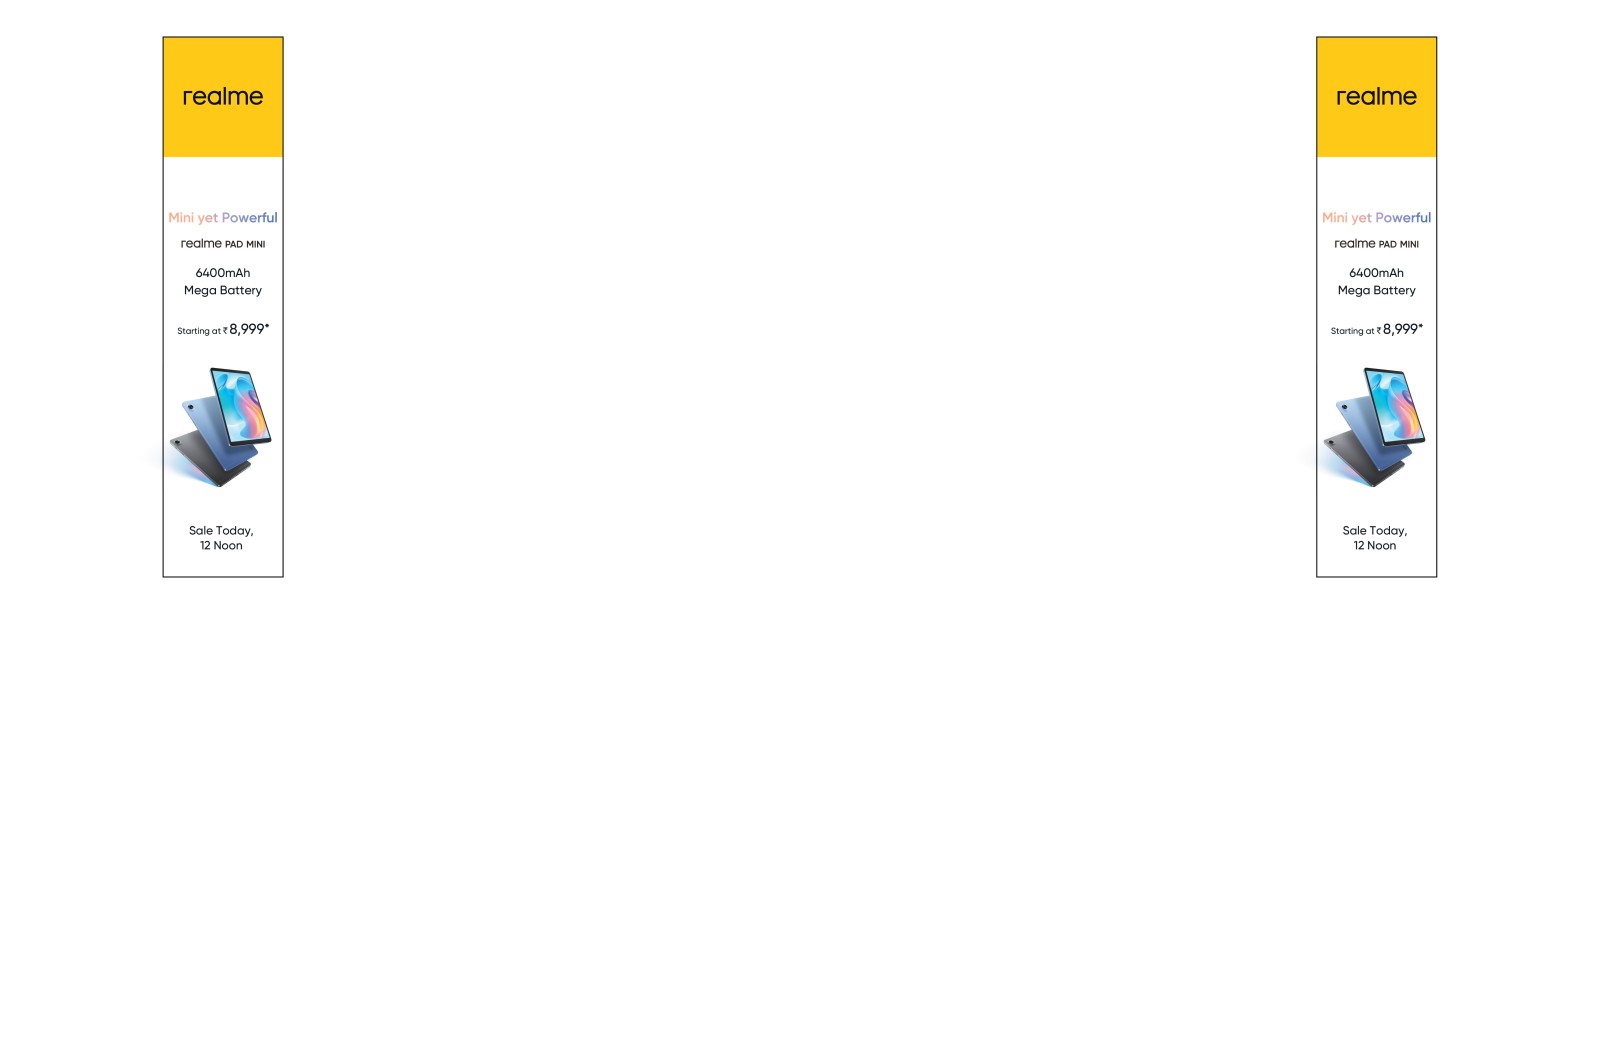 realme
Mini yet Powerful
realme PAD MINI
6400mAh
Mega Battery
Starting at ₹ 8,999*
Sale Today,
12 Noon
realme
Mini yet Powerful
realme PAD MINI
6400mAh
Mega Battery
Starting at ₹ 8,999*
Sale Today,
12 Noon